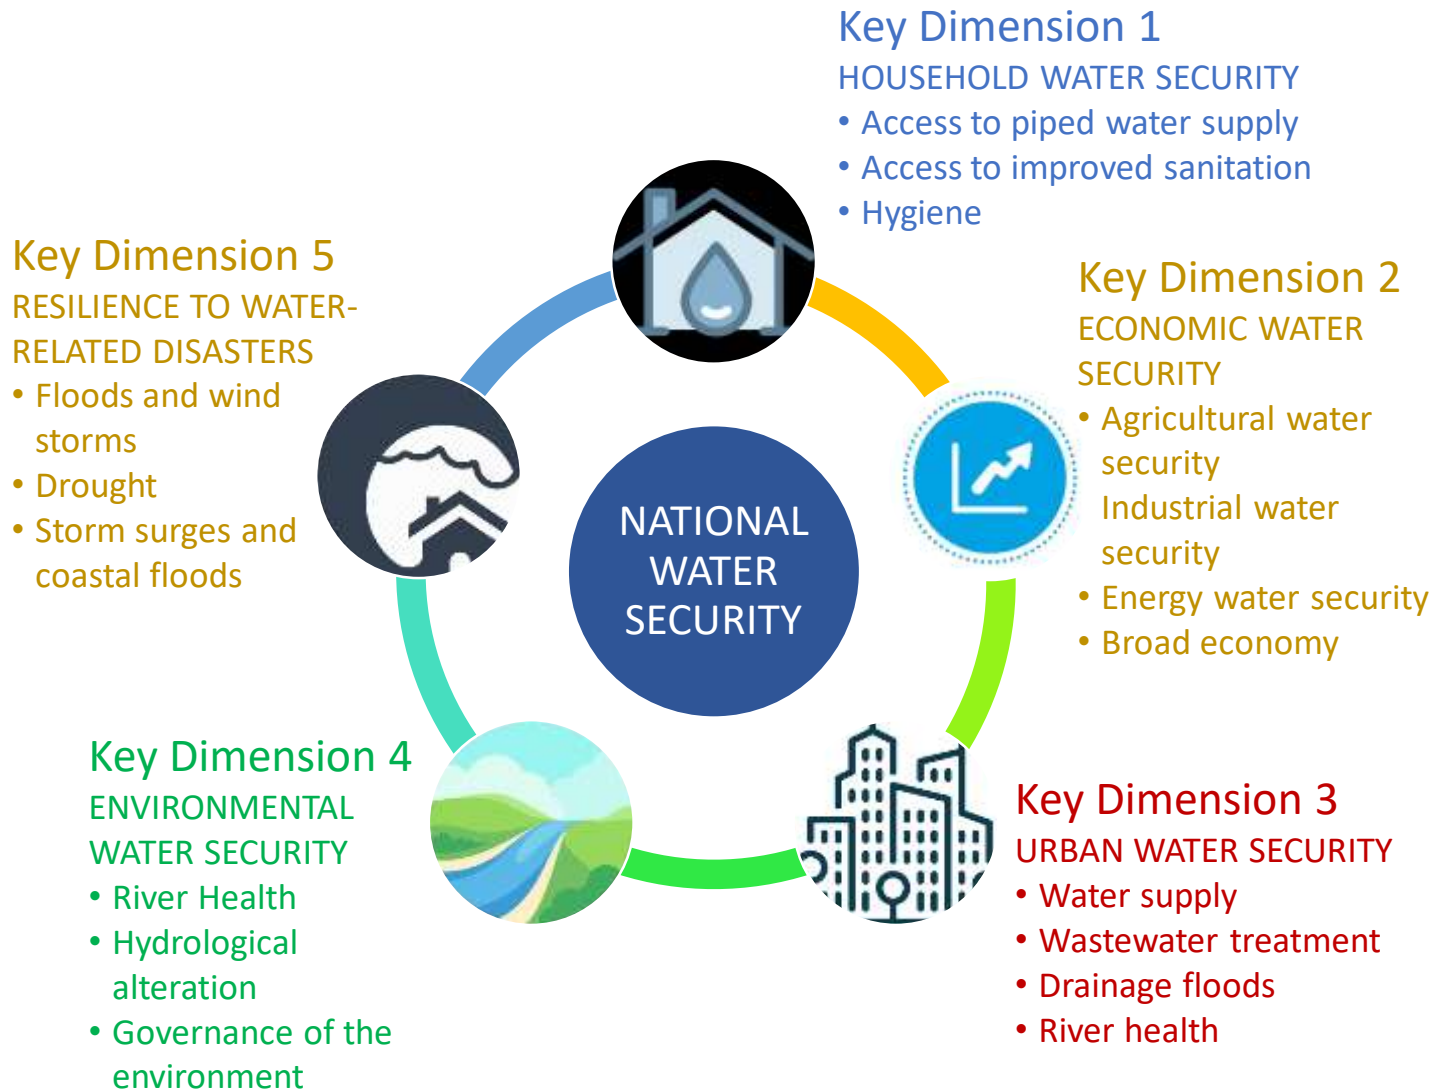 Key Dimension 1
HOUSEHOLD WATER SECURITY
• Access to piped water supply
• Access to improved sanitation
• Hygiene
Key Dimension 2
ECONOMIC WATER
SECURITY
• Agricultural water
security
Industrial water
security
• Energy water security
• Broad economy
Key Dimension 3
URBAN WATER SECURITY
• Water supply
• Wastewater treatment
• Drainage floods
• River health
Key Dimension 4
ENVIRONMENTAL
WATER SECURITY
• River Health
• Hydrological
alteration
• Governance of the
environment
Key Dimension 5
RESILIENCE TO WATER-
RELATED DISASTERS
• Floods and wind
storms
• Drought
• Storm surges and
coastal floods
NATIONAL
WATER
SECURITY